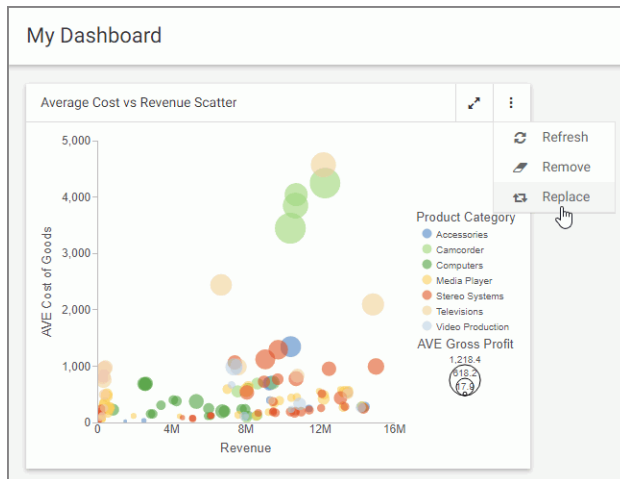 My Dashboard
Average Cost vs Revenue Scatter
Refresh
Remove
Replace
5,000
4,000
3,000
2,000
1,000
0
AVE Cost of Goods
0
4M
8M
12M
16M
Revenue
Product Category
Accessories
Camcorder
Computers
Media Player
Stereo Systems
Televisions
Video Production
AVE Gross Profit
1,218.4
618.2
17.9